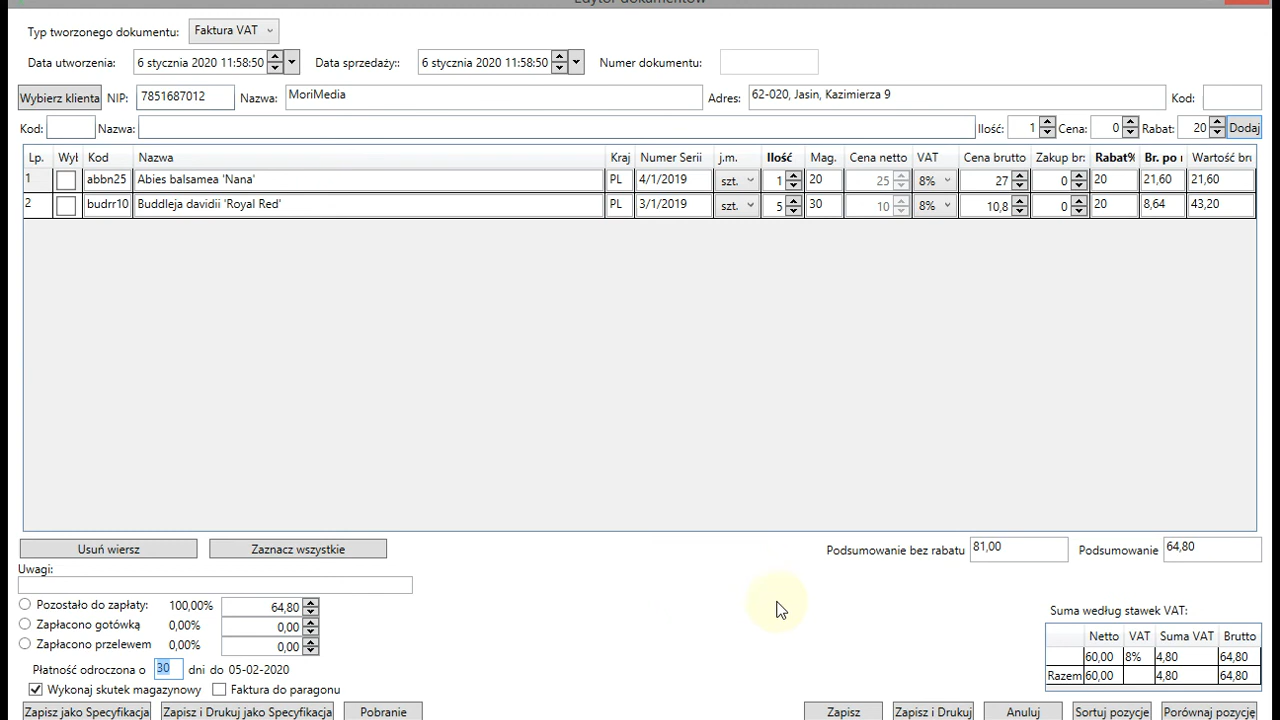 Edytor dokumentów
Typ tworzonego dokumentu: Faktura VAT
Data utworzenia: 6 stycznia 2020 11:58:50 Data sprzedaży:: 6 stycznia 2020 11:58:50 Numer dokumentu:
Wybierz klienta NIP: 7851687012 Nazwa: MoriMedia Adres: 62-020, Jasin, Kazimierza 9 Kod:
Kod: Nazwa: Ilość: 1 Cena: 0 Rabat: 20 Dodaj
Lp. Wył Kod Nazwa Kraj Numer Serii j.m. Ilość Mag. Cena netto VAT Cena brutto Zakup br: Rabat% Br. po Wartość bru
1 abbn25 Abies balsamea 'Nana' PL 4/1/2019 szt. 1 20 25 8% 27 0 20 21,60 21,60
2 budrr10 Buddleja davidii 'Royal Red' PL 3/1/2019 szt. 5 30 10 8% 10,8 0 20 8,64 43,20
Usuń wiersz Zaznacz wszystkie Podsumowanie bez rabatu 81,00 Podsumowanie 64,80
Uwagi:
Pozostało do zapłaty: 100,00% 64,80
Zapłacono gotówką 0,00% 0,00
Zapłacono przelewem 0,00% 0,00
Płatność odroczona o 30 dni do 05-02-2020
Wykonaj skutek magazynowy Faktura do paragonu
Suma według stawek VAT:
Netto VAT Suma VAT Brutto
60,00 8% 4,80 64,80
Razem 60,00 4,80 64,80
Zapisz jako Specyfikacja Zapisz i Drukuj jako Specyfikacja Pobranie Zapisz Zapisz i Drukuj Anuluj Sortuj pozycje Porównaj pozycję